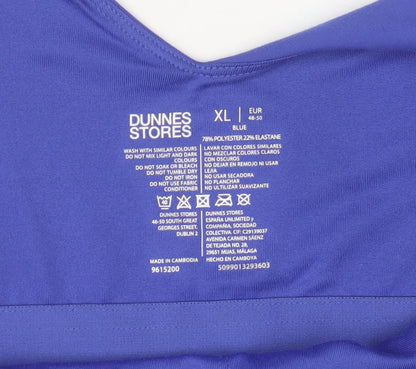 DUNNES
STORES
XL
EUR
48-50
BLUE
78% POLYESTER 22% ELASTANE
WASH WITH SIMILAR COLOURS
DO NOT MIX LIGHT AND DARK
COLOURS
DO NOT SOAK OR BLEACH
DO NOT TUMBLE DRY
DO NOT IRON
DO NOT USE FABRIC
CONDITIONER
LAVAR CON COLORES SIMILARES
NO MEZCLAR COLORES CLAROS
CON OSCUROS
NO DEJAR EN REMOJO NI USAR
LEJIA
NO USAR SECADORA
NO PLANCHAR
NO UTILIZAR SUAVIZANTE
40
DUNNES STORES
46-50 SOUTH GREAT
GEORGES STREET,
DUBLIN 2
MADE IN CAMBODIA
9615200
DUNNES STORES
ESPAÑA UNLIMITED y
COMPAÑIA, SOCIEDAD
COLECTIVA. CIF: C29139037
AVENIDA CARMEN SÁENZ
DE TEJADA NO. 28,
29651 MIJAS, MÁLAGA
HECHO EN CAMBOYA
5099013293603